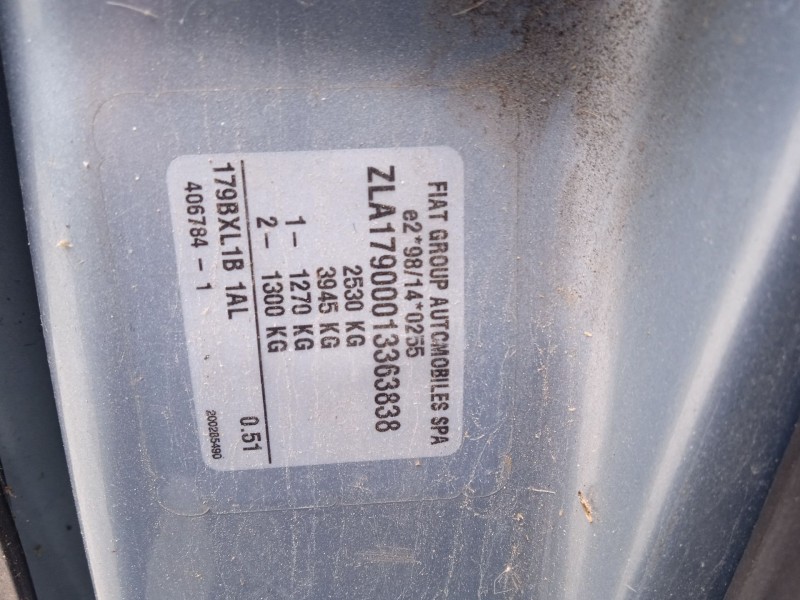 FIAT GROUP AUTOMOBILES SPA
e2*98/14*0255
ZLA17900013363838
2530 KG
3945 KG
1- 1270 KG
2- 1300 KG
179BXL1B 1AL 0.51
406784-1 200285490